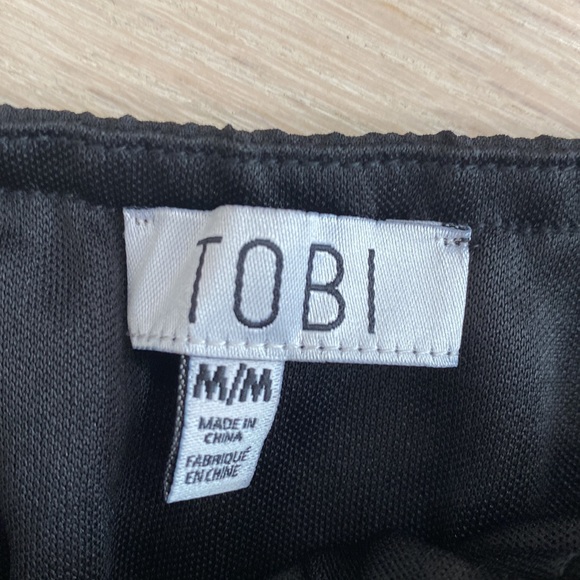 TOBI
M/M
MADE IN
CHINA
FABRIQUÉ
EN CHINE